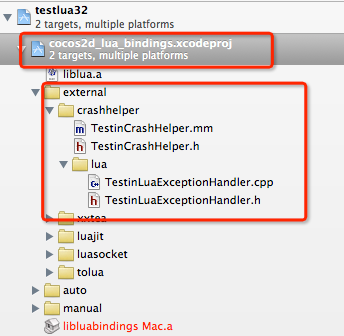 testlua32
2 targets, multiple platforms
cocos2d_lua_bindings.xcodeproj
2 targets, multiple platforms
liblua.a
external
crashhelper
m TestinCrashHelper.mm
h TestinCrashHelper.h
lua
C++ TestinLuaExceptionHandler.cpp
h TestinLuaExceptionHandler.h
xxtea
luajit
luasocket
tolua
auto
manual
libluabindings Mac.a